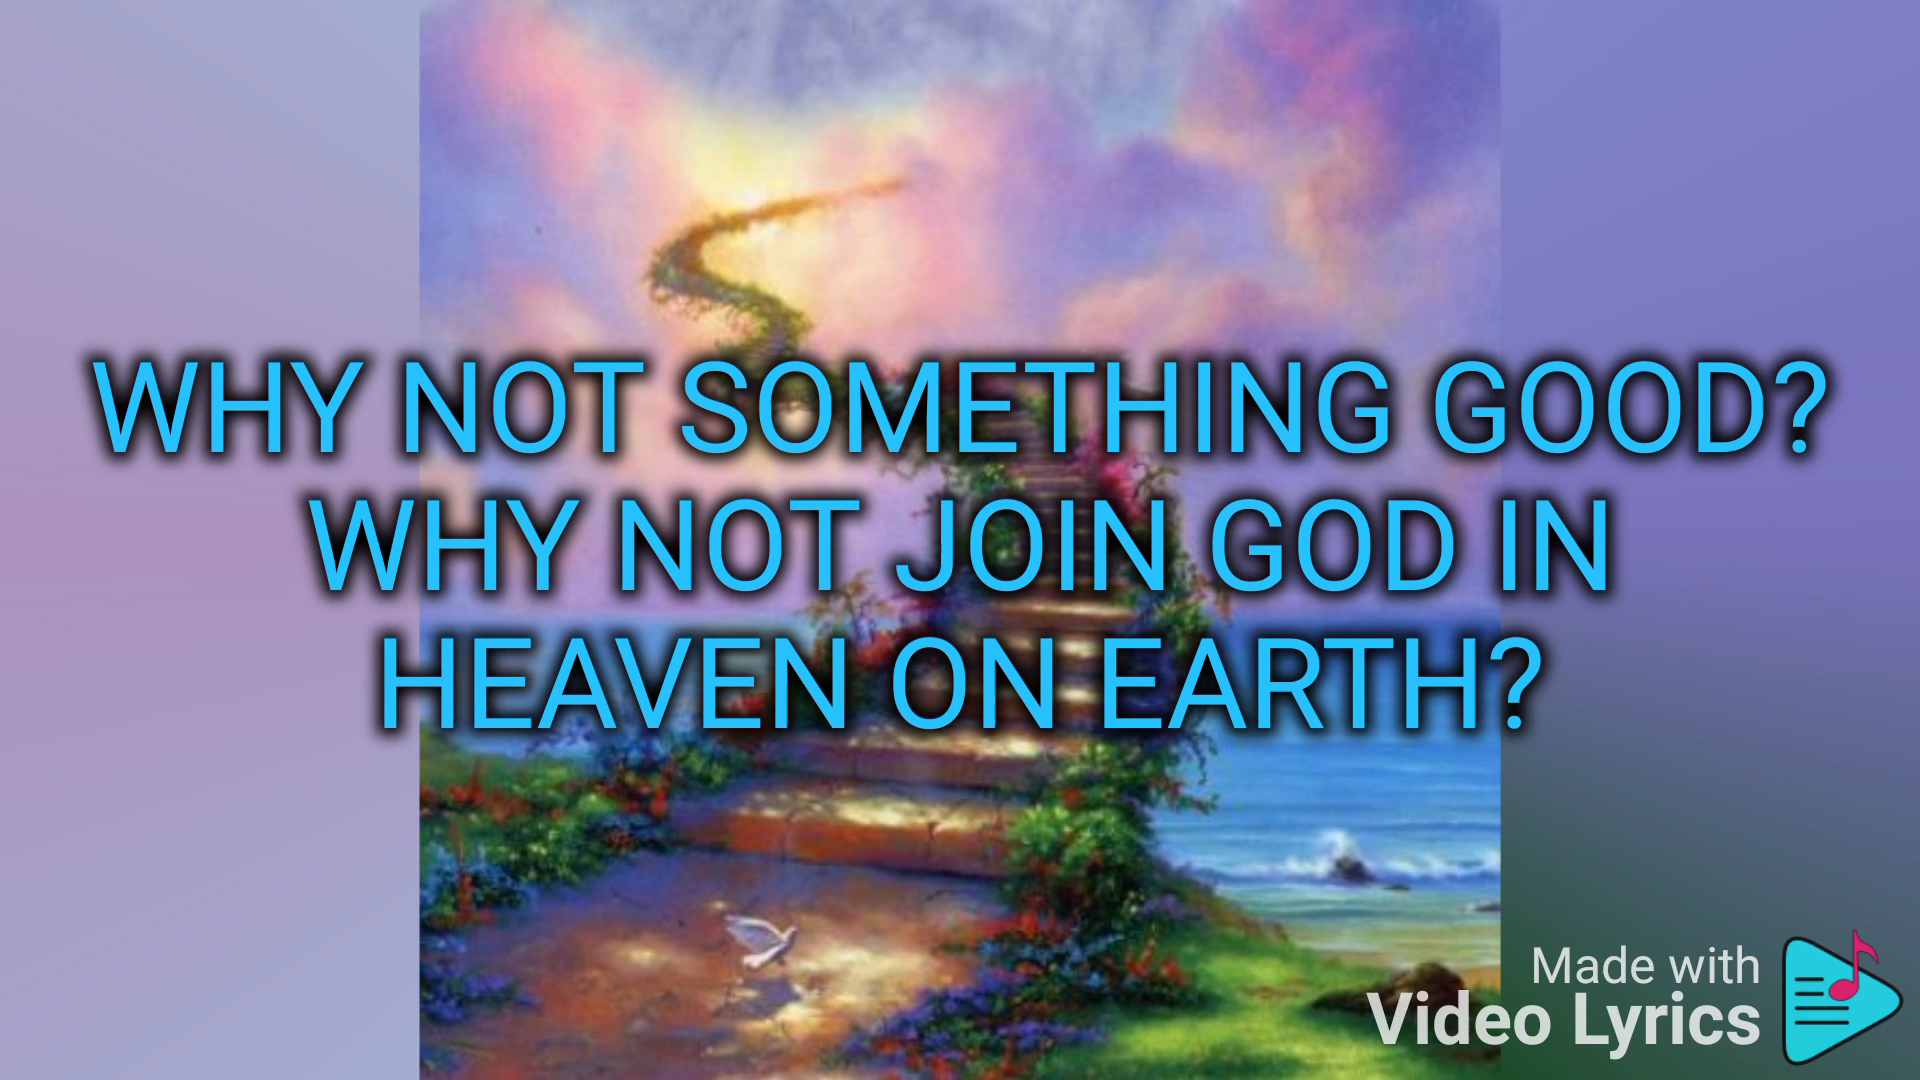 WHY NOT SOMETHING GOOD?
WHY NOT JOIN GOD IN
HEAVEN ON EARTH?
Made with
Video Lyrics